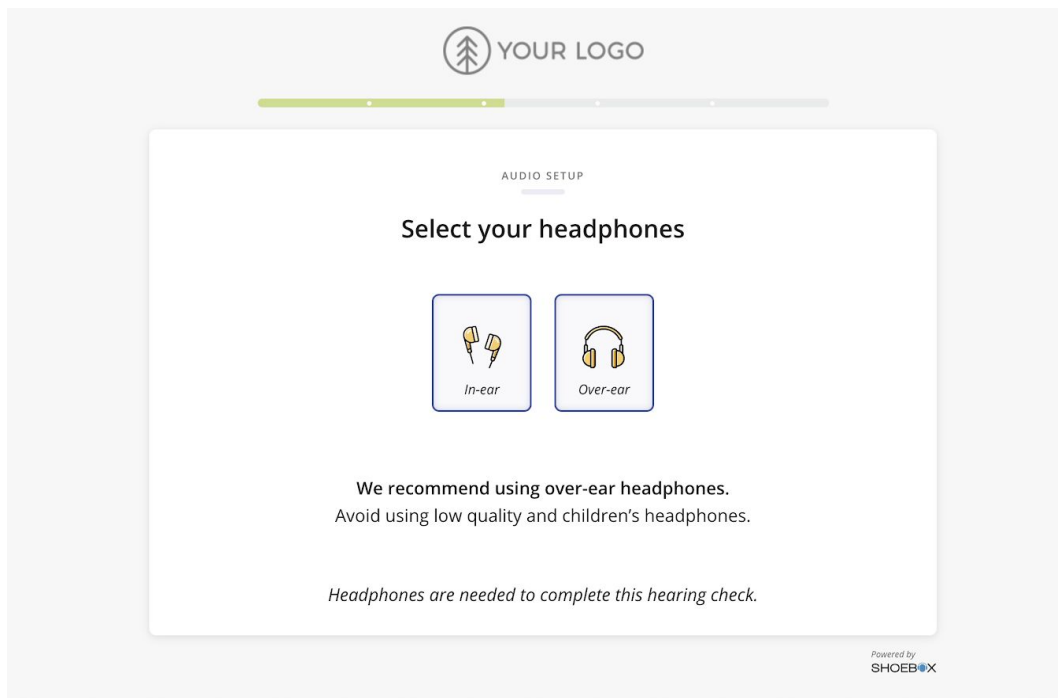 YOUR LOGO
AUDIO SETUP
Select your headphones
In-ear
Over-ear
We recommend using over-ear headphones.
Avoid using low quality and children’s headphones.
Headphones are needed to complete this hearing check.
Powered by
SHOEBOX